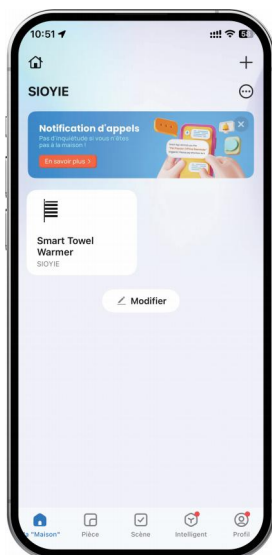 10:51
SIOYIE
Notification d'appels
Pas d'inquiétude si vous n'êtes
pas à la maison !
En savoir plus >
Smart Towel
Warmer
SIOYIE
Modifier
"Maison"
Pièce
Scène
Intelligent
Profil